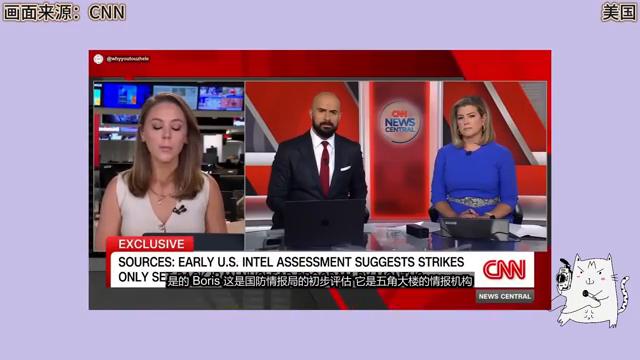 画面来源：CNN
美国
@whyyoutouzhele
CNN
NEWS
CENTRAL
EXCLUSIVE
SOURCES: EARLY U.S. INTEL ASSESSMENT SUGGESTS STRIKES
ONLY SE
是的 Boris 这是国防情报局的初步评估 它是五角大楼的情报机构
CNN
NEWS CENTRAL